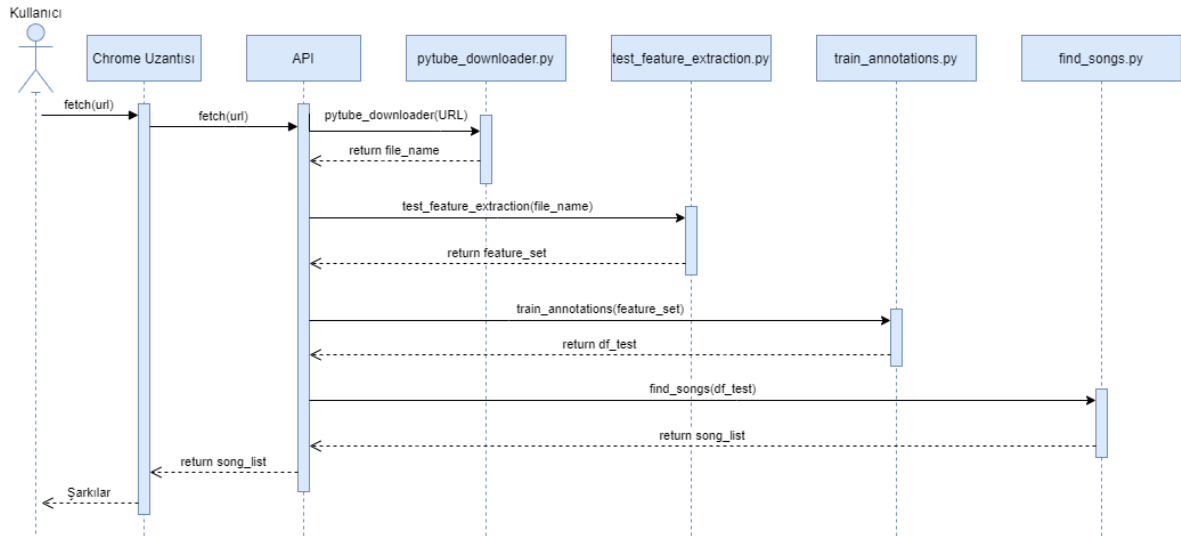 Kullanıcı
Chrome Uzantısı
API
pytube_downloader.py
test_feature_extraction.py
train_annotations.py
find_songs.py
fetch(url)
fetch(url)
pytube_downloader(URL)
return file_name
test_feature_extraction(file_name)
return feature_set
train_annotations(feature_set)
return df_test
find_songs(df_test)
return song_list
return song_list
Şarkılar